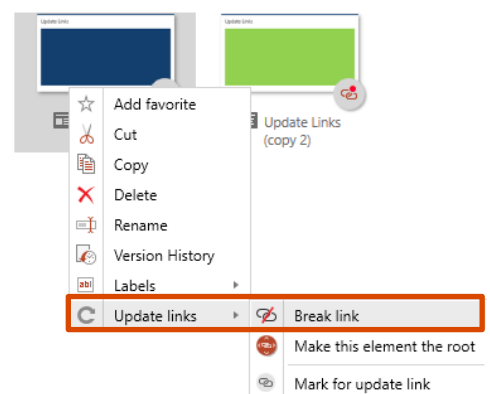 Update Links
Update Links
Add favorite
Update Links
(copy 2)
Cut
Copy
Delete
Rename
Version History
abl
Labels
Update links
Break link
Make this element the root
Mark for update link